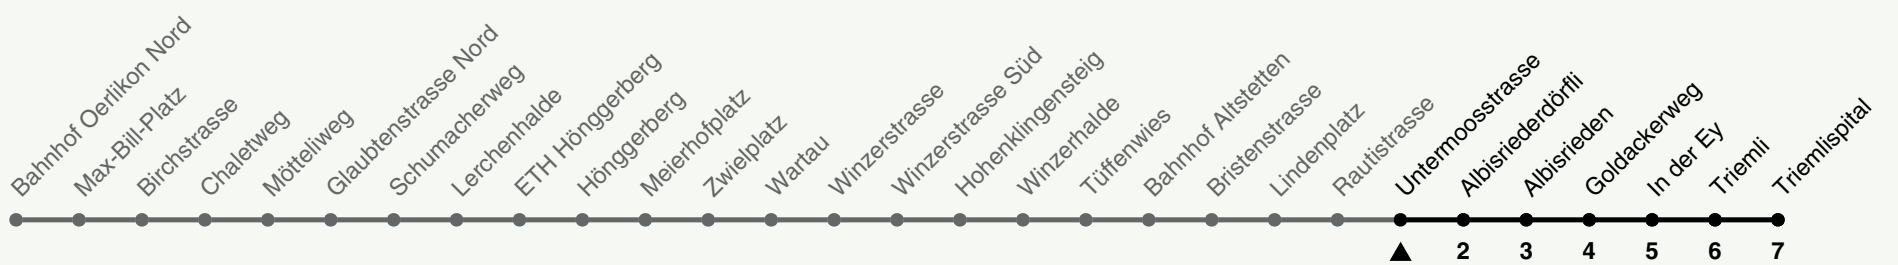 Bahnhof Oerlikon Nord
Max-Bill-Platz
Birchstrasse
Chaletweg
Mötteliweg
Glaubtenstrasse Nord
Schumacherweg
Lerchenhalde
ETH Hönggerberg
Hönggerberg
Meierhofplatz
Zwielplatz
Wartau
Winzerstrasse
Winzerstrasse Süd
Hohenklingensteig
Winzerhalde
Tüffenwies
Bahnhof Altstetten
Bristenstrasse
Lindenplatz
Rautistrasse
Untermoosstrasse
Albisriederdörfli
Albisrieden
Goldackerweg
In der Ey
Triemli
Triemlispital
2 3 4 5 6 7